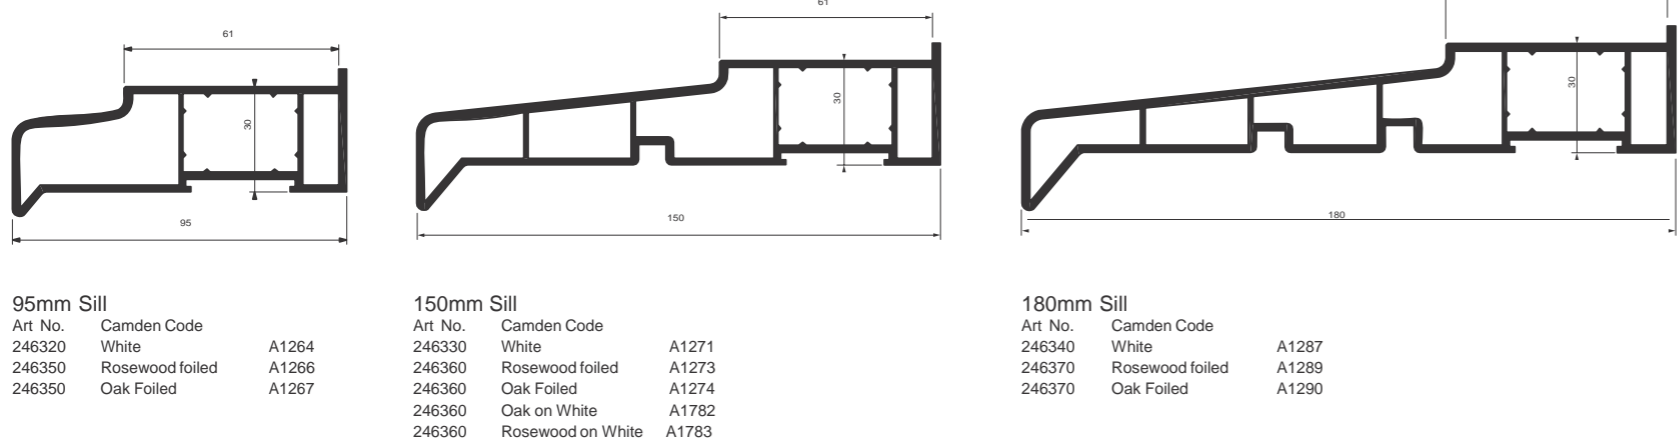 61
30
95
61
30
150
30
180
95mm Sill
Art No. Camden Code
246320 White A1264
246350 Rosewood foiled A1266
246350 Oak Foiled A1267
150mm Sill
Art No. Camden Code
246330 White A1271
246360 Rosewood foiled A1273
246360 Oak Foiled A1274
246360 Oak on White A1782
246360 Rosewood on White A1783
180mm Sill
Art No. Camden Code
246340 White A1287
246370 Rosewood foiled A1289
246370 Oak Foiled A1290